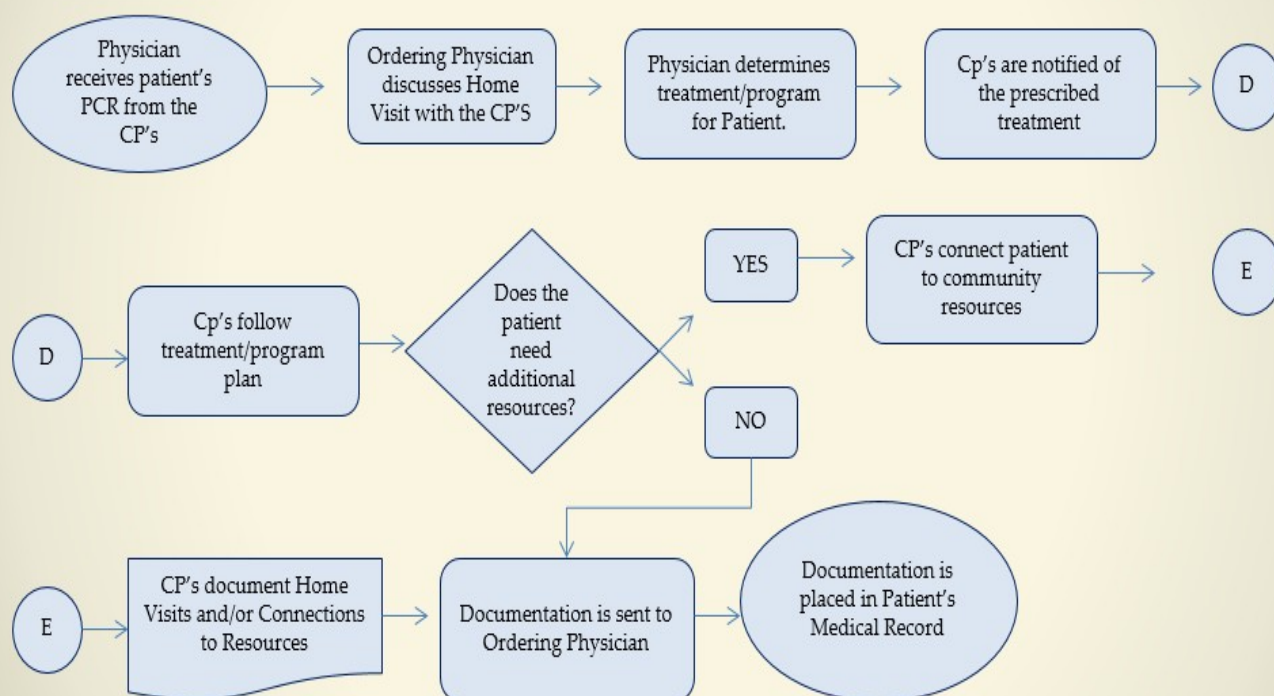 Physician
receives patient's
PCR from the
CP's
Ordering Physician
discusses Home
Visit with the CP'S
Physician determines
treatment/program
for Patient.
Cp's are notified of
the prescribed
treatment
D
D
Cp's follow
treatment/program
plan
Does the
patient
need
additional
resources?
YES
CP's connect patient
to community
resources
E
NO
E
CP's document Home
Visits and/or Connections
to Resources
Documentation is sent to
Ordering Physician
Documentation is
placed in Patient's
Medical Record